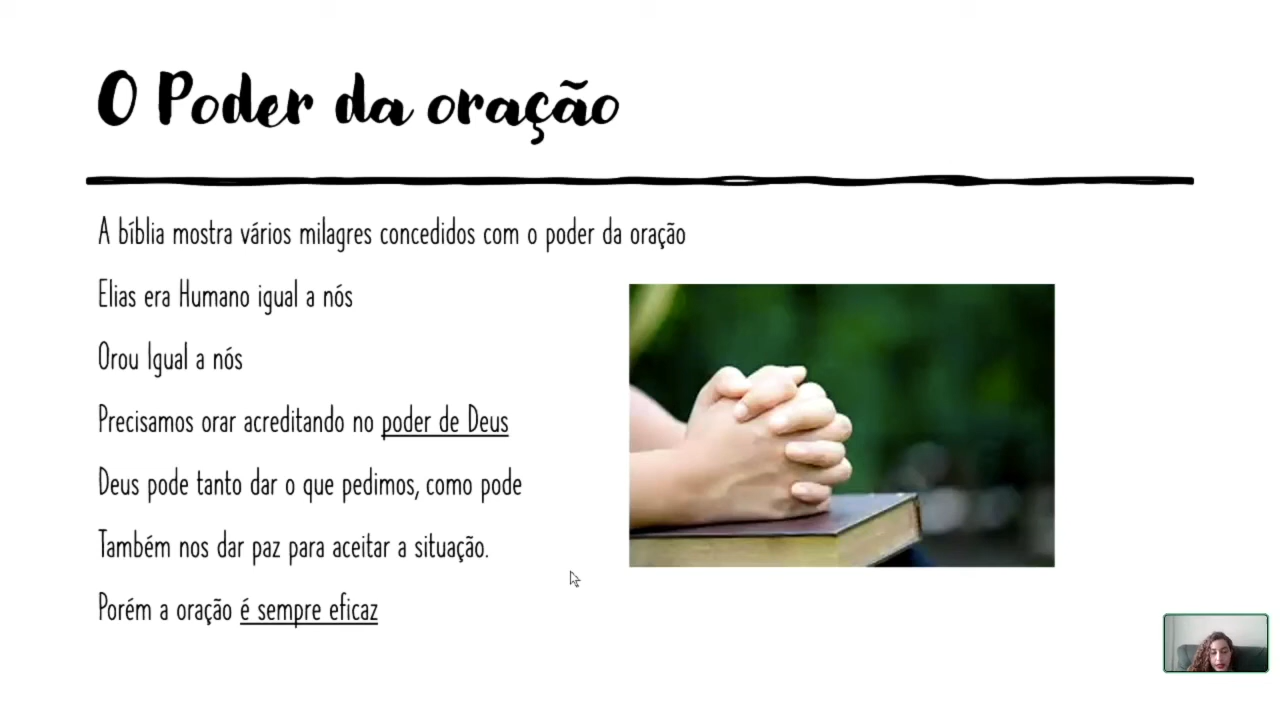 O Poder da oração
A bíblia mostra vários milagres concedidos com o poder da oração
Elias era Humano igual a nós
Orou Igual a nós
Precisamos orar acreditando no poder de Deus
Deus pode tanto dar o que pedimos, como pode
Também nos dar paz para aceitar a situação.
Porém a oração é sempre eficaz